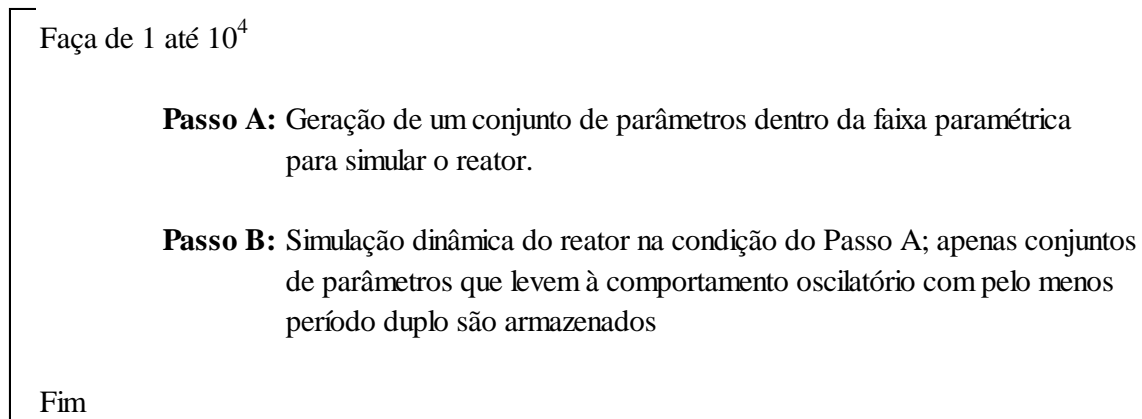 Faça de 1 até 10⁴
Passo A: Geração de um conjunto de parâmetros dentro da faixa paramétrica
para simular o reator.
Passo B: Simulação dinâmica do reator na condição do Passo A; apenas conjuntos
de parâmetros que levem à comportamento oscilatório com pelo menos
período duplo são armazenados
Fim